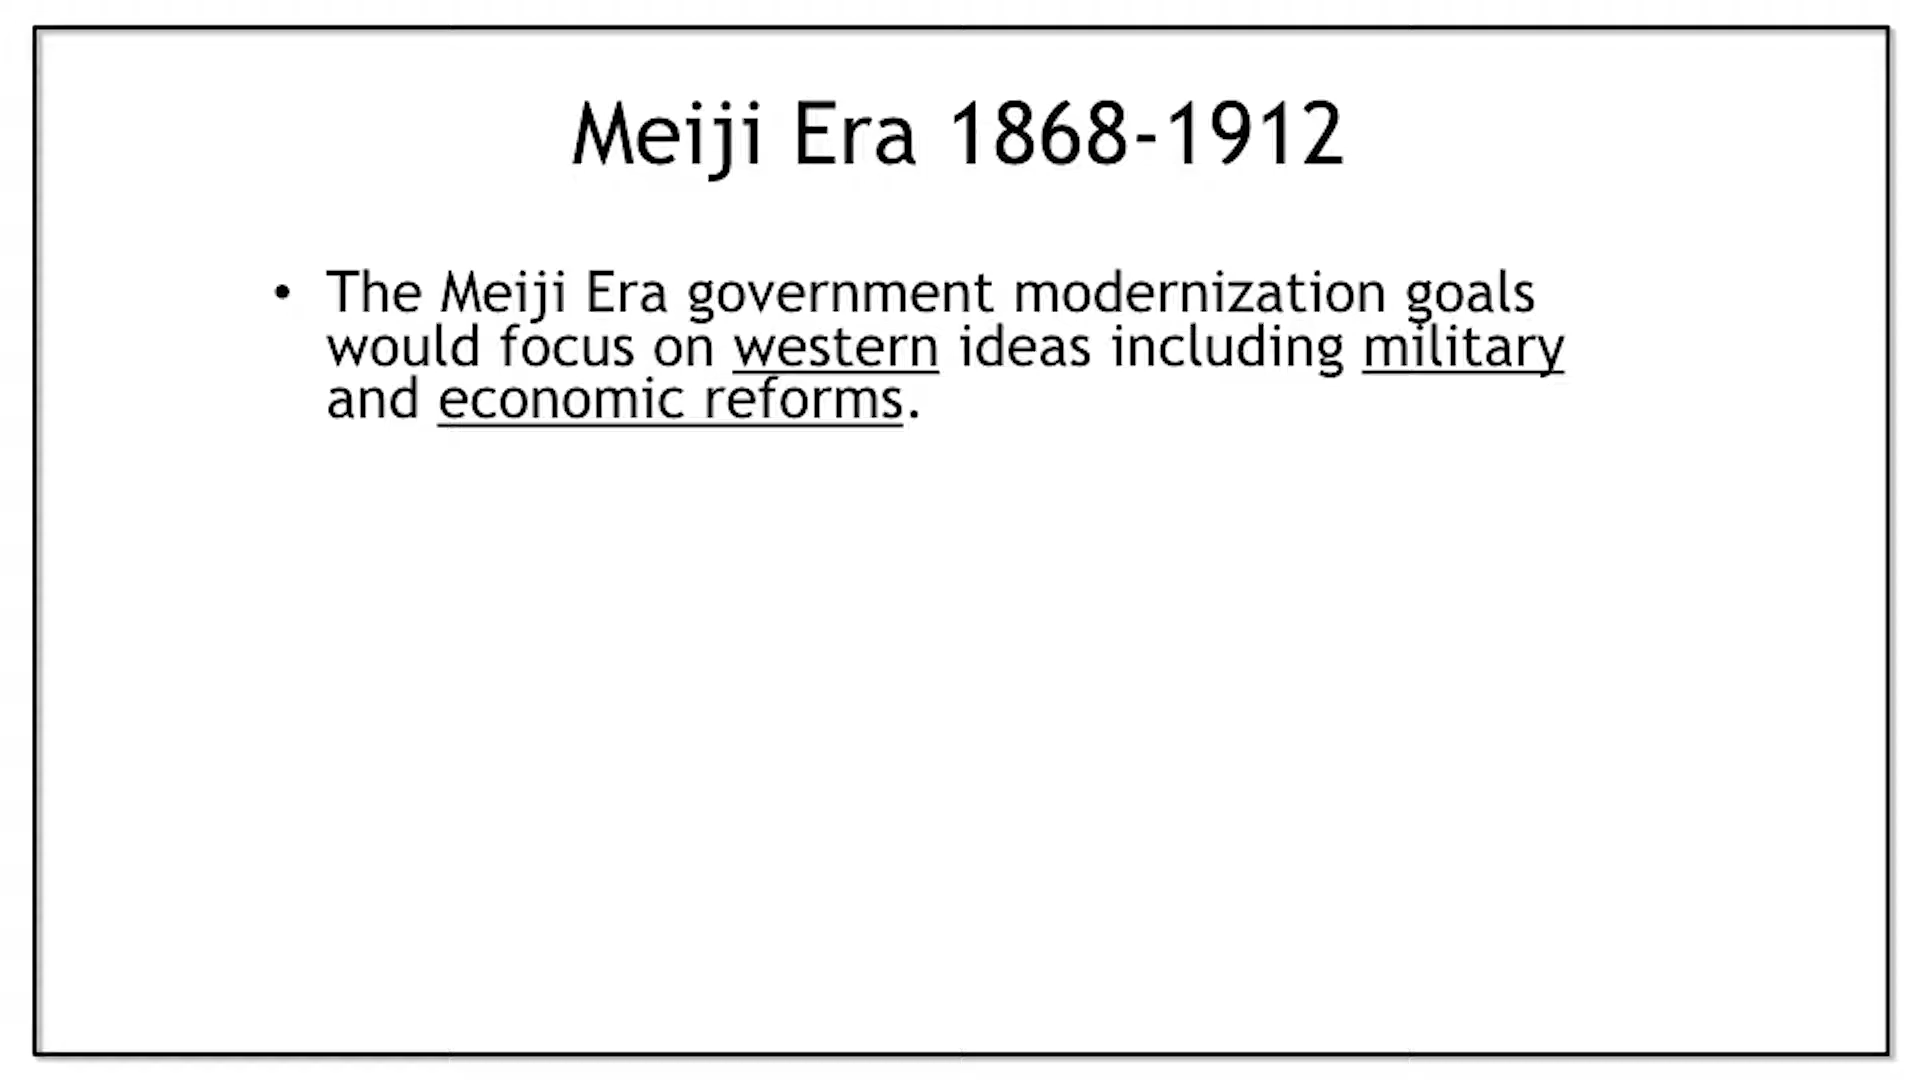 Meiji Era 1868-1912
• The Meiji Era government modernization goals
would focus on western ideas including military
and economic reforms.